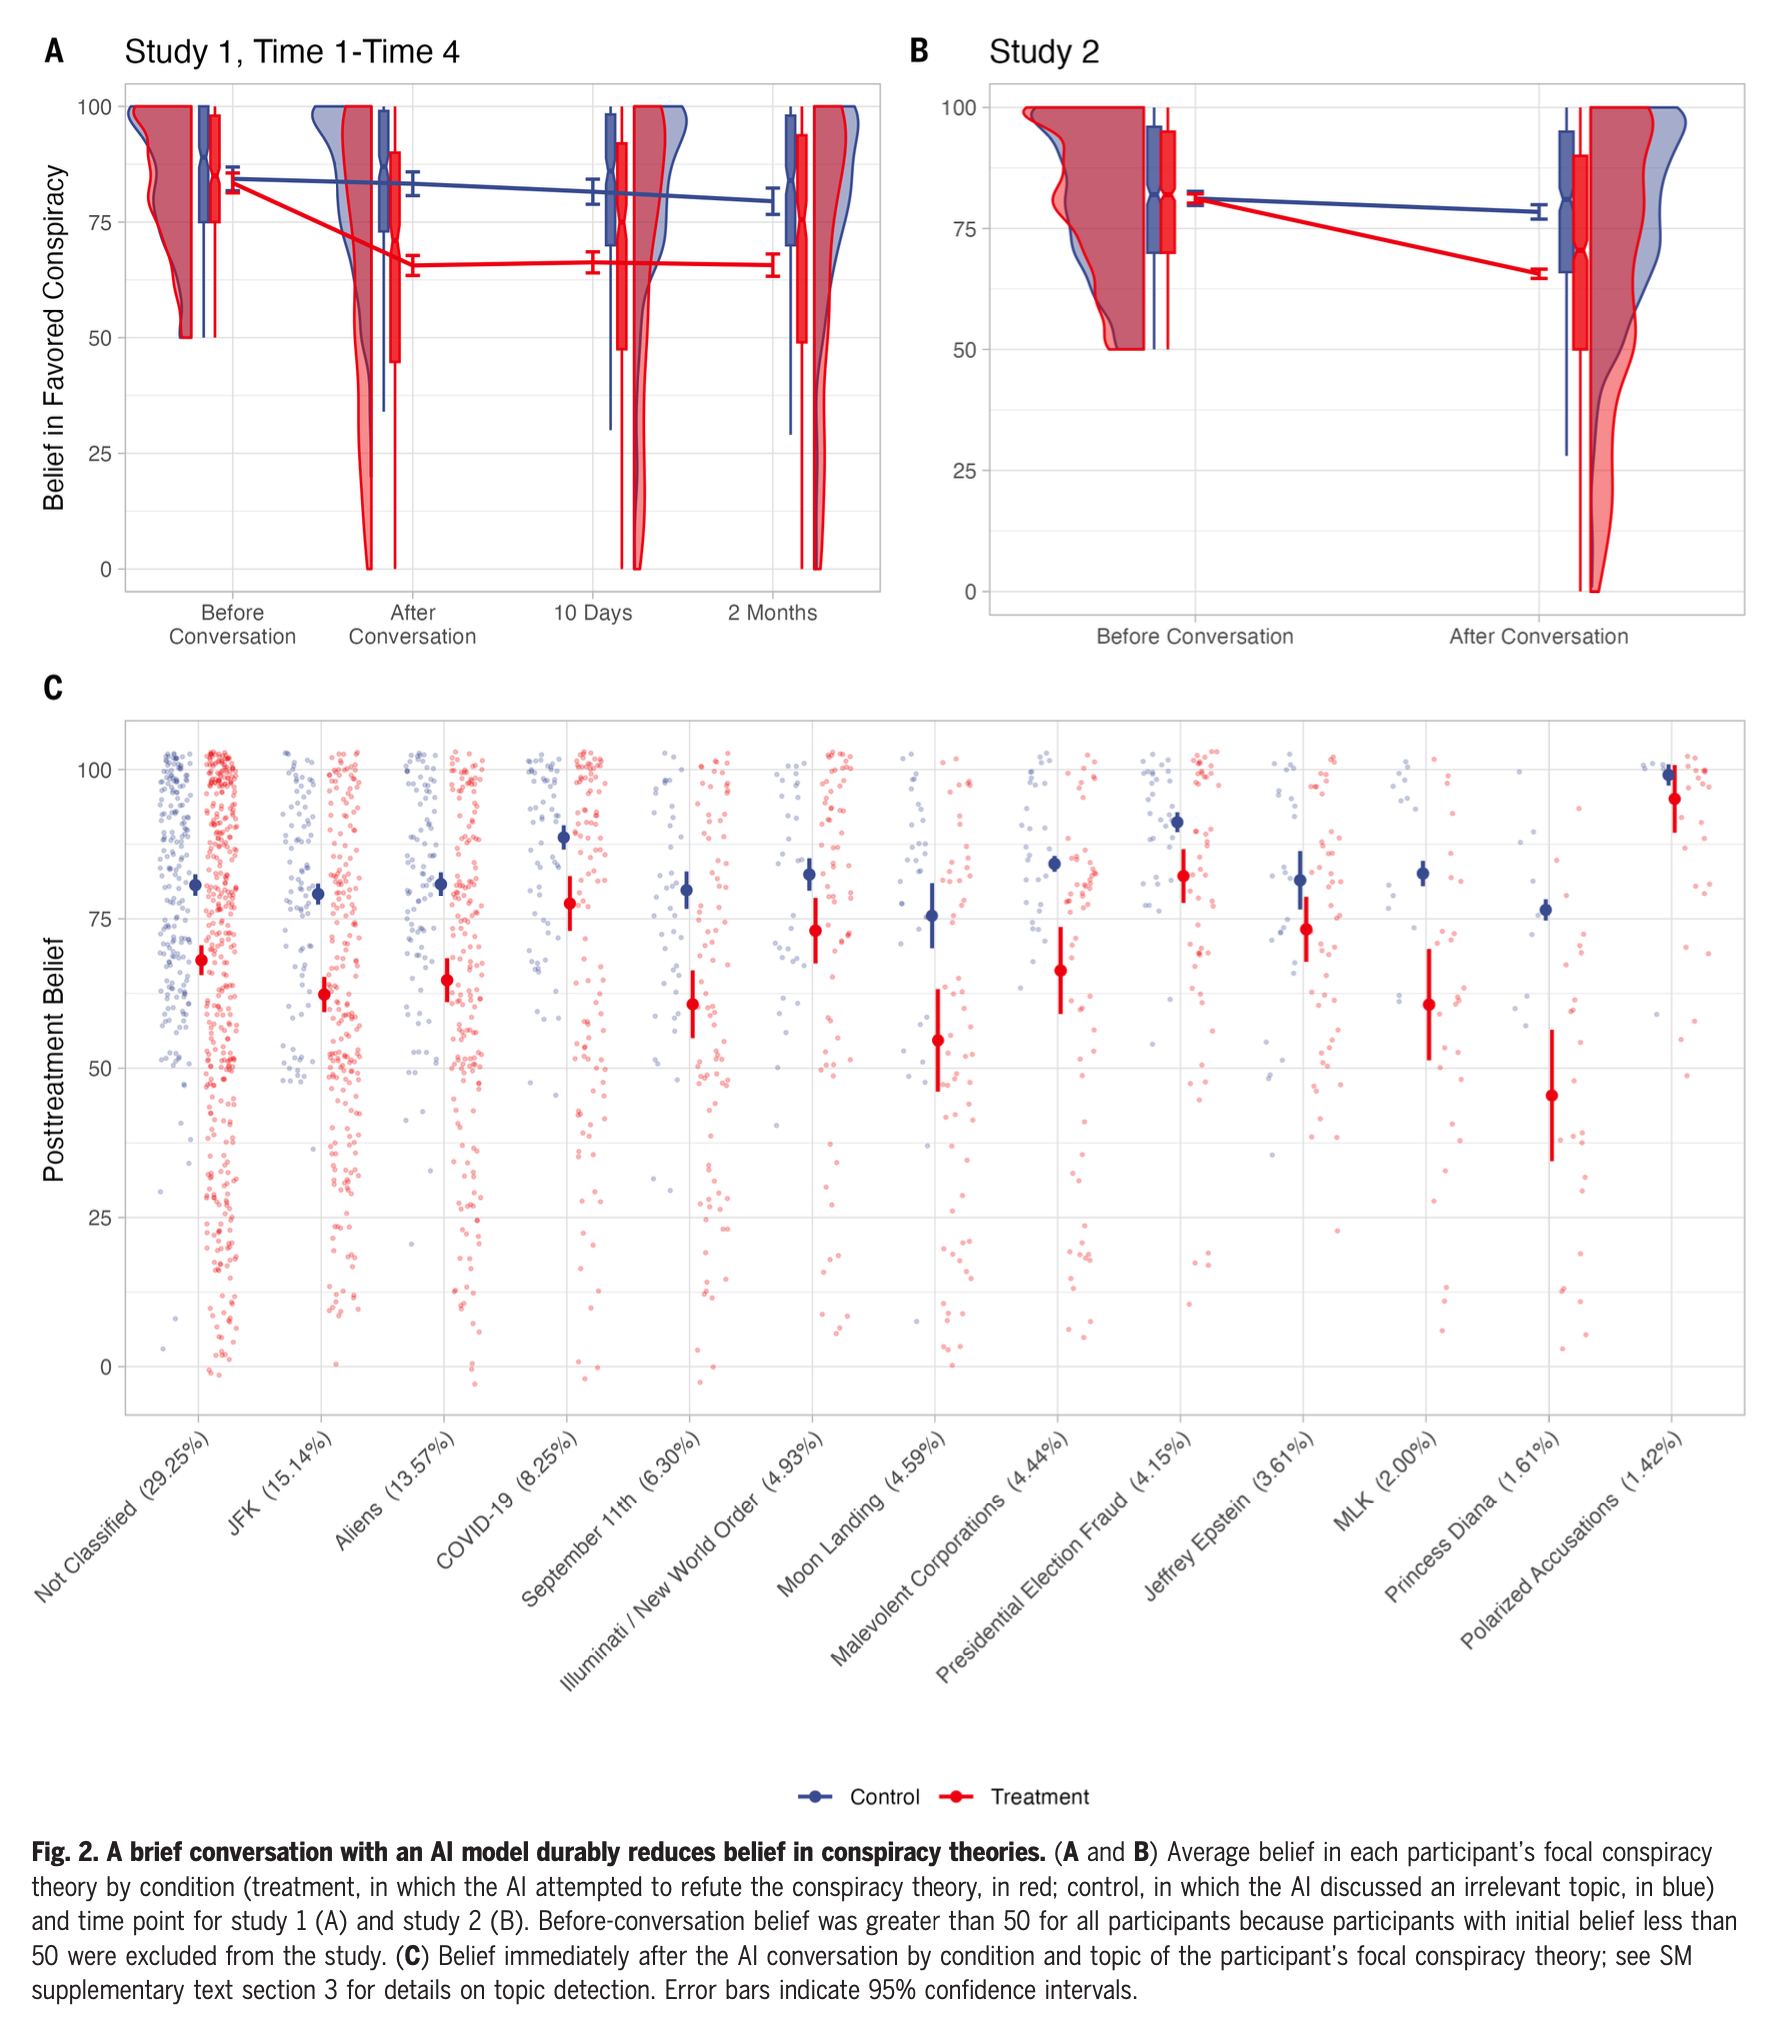 A
Study 1, Time 1-Time 4
Belief in Favored Conspiracy
100
75
50
25
0
Before
Conversation
After
Conversation
10 Days
2 Months
B
Study 2
100
75
50
25
0
Before Conversation
After Conversation
C
Posttreatment Belief
100
75
50
25
0
Not Classified (29.25%)
JFK (15.14%)
Aliens (13.57%)
COVID-19 (8.25%)
September 11th (6.30%)
Illuminati / New World Order (4.93%)
Moon Landing (4.59%)
Malevolent Corporations (4.44%)
Presidential Election Fraud (4.15%)
Jeffrey Epstein (3.61%)
MLK (2.00%)
Princess Diana (1.61%)
Polarized Accusations (1.42%)
Control
Treatment
Fig. 2. A brief conversation with an AI model durably reduces belief in conspiracy theories. (A and B) Average belief in each participant's focal conspiracy
theory by condition (treatment, in which the AI attempted to refute the conspiracy theory, in red; control, in which the AI discussed an irrelevant topic, in blue)
and time point for study 1 (A) and study 2 (B). Before-conversation belief was greater than 50 for all participants because participants with initial belief less than
50 were excluded from the study. (C) Belief immediately after the AI conversation by condition and topic of the participant's focal conspiracy theory; see SM
supplementary text section 3 for details on topic detection. Error bars indicate 95% confidence intervals.